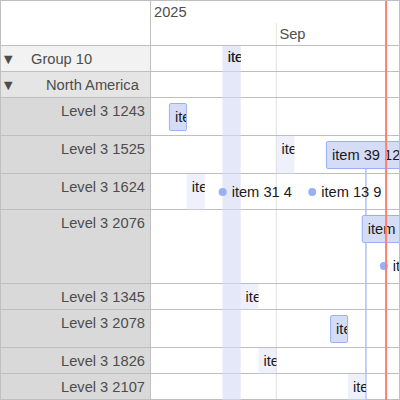 2025
Sep
▼ Group 10 ite
▼ North America
Level 3 1243 ite
Level 3 1525 ite item 39 12
Level 3 1624 ite item 31 4 item 13 9
Level 3 2076 item
it
Level 3 1345 ite
Level 3 2078 ite
Level 3 1826 ite
Level 3 2107 ite